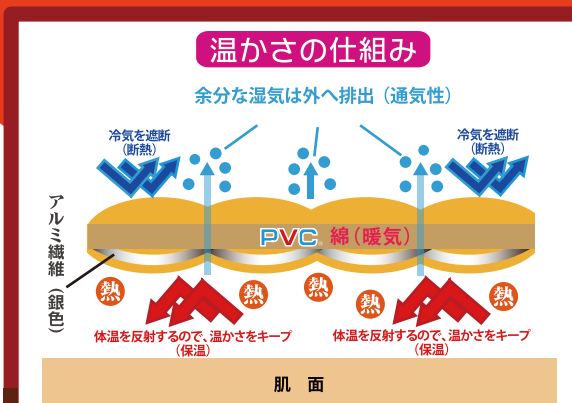 温かさの仕組み
余分な湿気は外へ排出（通気性）
冷気を遮断
（断熱）
冷気を遮断
（断熱）
アルミ繊維（銀色）
PVC 綿（暖気）
熱
熱
熱
熱
熱
体温を反射するので、温かさをキープ
（保温）
体温を反射するので、温かさをキープ
（保温）
肌 面